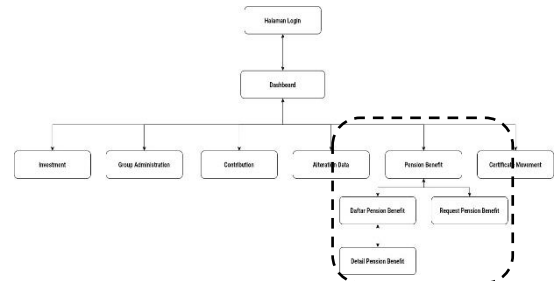 Halaman Login
Dashboard
Investment
Group Administration
Contribution
Alteration Data
Pension Benefit
Certificate Movement
Daftar Pension Benefit
Request Pension Benefit
Detail Pension Benefit